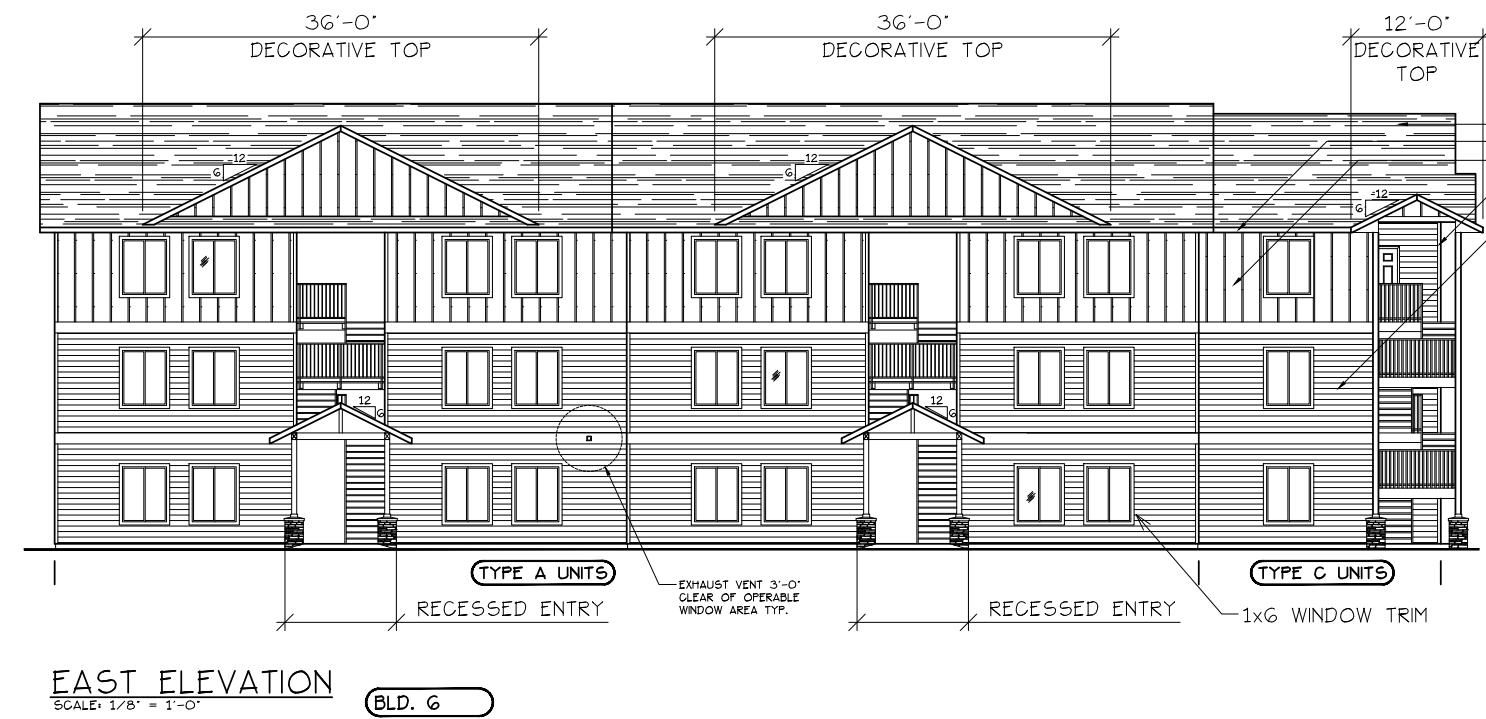 36'-0"
DECORATIVE TOP
36'-0"
DECORATIVE TOP
12'-0"
DECORATIVE
TOP
12
6
12
6
12
6
12
6
12
6
TYPE A UNITS
TYPE C UNITS
EXHAUST VENT 3'-0"
CLEAR OF OPERABLE
WINDOW AREA TYP.
RECESSED ENTRY
RECESSED ENTRY
1x6 WINDOW TRIM
EAST ELEVATION
SCALE: 1/8" = 1'-0"
BLD. 6